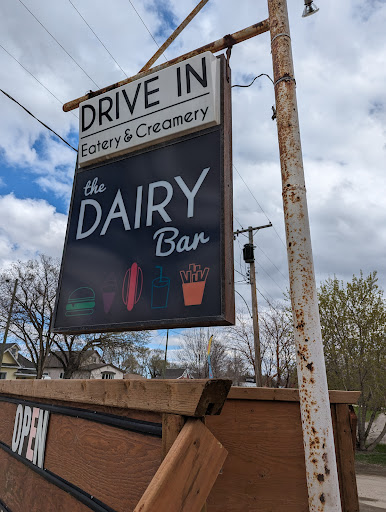 DRIVE IN
Eatery & Creamery
the
DAIRY
Bar
OPEN